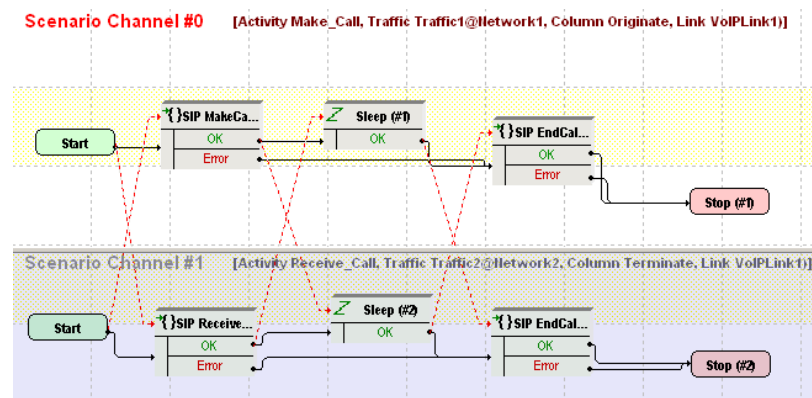 Scenario Channel #0 [Activity Make_Call, Traffic Traffic1@Network1, Column Originate, Link VoIPLink1)]
{}SIP MakeCa...
OK
Error
Sleep (#1)
OK
{}SIP EndCal...
OK
Error
Start
Stop (#1)
Scenario Channel #1 [Activity Receive_Call, Traffic Traffic2@Network2, Column Terminate, Link VoIPLink1)]
Start
{}SIP Receive...
OK
Error
Sleep (#2)
OK
{}SIP EndCal...
OK
Error
Stop (#2)